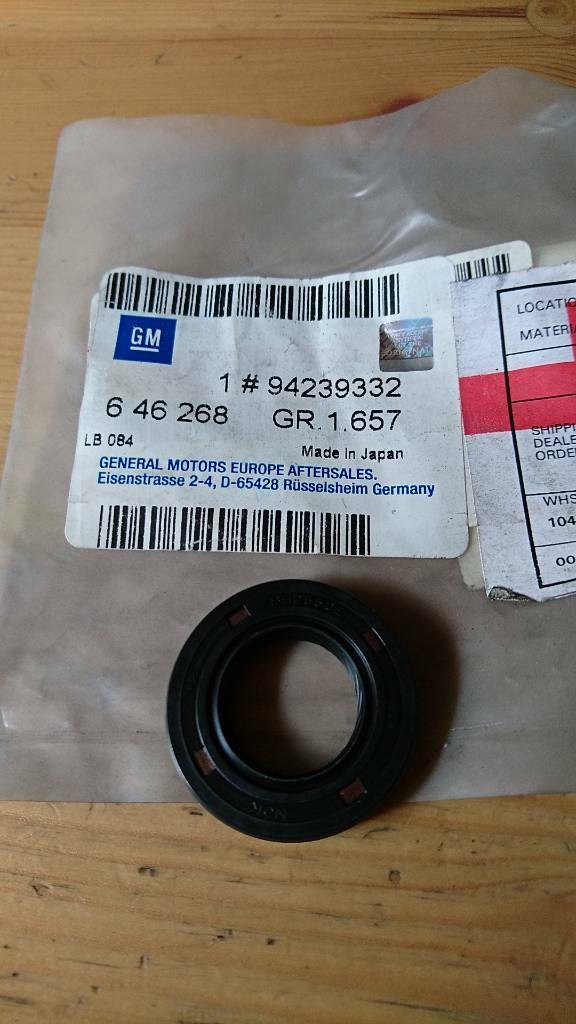 GM
1 # 94239332
6 46 268 GR.1.657
LB 084
Made in Japan
GENERAL MOTORS EUROPE AFTERSALES.
Eisenstrasse 2-4, D-65428 Rüsselsheim Germany
LOCATIO
MATERIA
SHIPPI
DEALE
ORDE
WHS
104
00
NOK